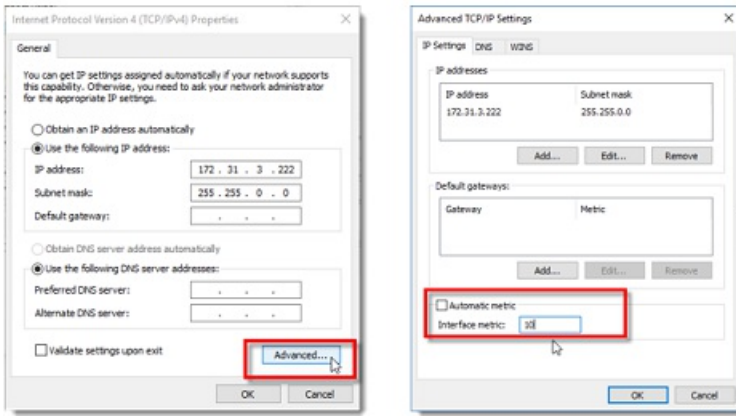 Internet Protocol Version 4 (TCP/IPv4) Properties
General
You can get IP settings assigned automatically if your network supports
this capability. Otherwise, you need to ask your network administrator
for the appropriate IP settings.
Obtain an IP address automatically
Use the following IP address:
IP address: 172 . 31 . 3 . 222
Subnet mask: 255 . 255 . 0 . 0
Default gateway: . . .
Obtain DNS server address automatically
Use the following DNS server addresses:
Preferred DNS server: . . .
Alternate DNS server: . . .
Validate settings upon exit
Advanced...
OK Cancel
Advanced TCP/IP Settings
IP Settings DNS WINS
IP addresses
IP address Subnet mask
172.31.3.222 255.255.0.0
Add... Edit... Remove
Default gateways:
Gateway Metric
Add... Edit... Remove
Automatic metric
Interface metric: 10
OK Cancel